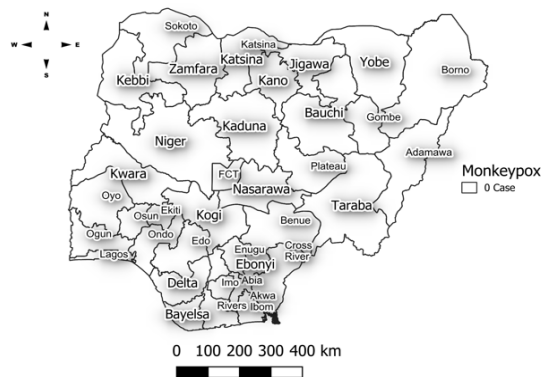 N
W E
S
Sokoto
Katsina
Katsina
Zamfara
Jigawa
Yobe
Borno
Kebbi
Kano
Bauchi
Gombe
Kaduna
Niger
Adamawa
Plateau
FCT
Monkeypox
0 Case
Kwara
Nasarawa
Oyo
Taraba
Ekiti
Osun
Kogi
Benue
Ogun
Ondo
Edo
Cross
River
Enugu
Lagos
Ebonyi
Delta
Imo
Abia
Akwa
Ibom
Rivers
Bayelsa
0 100 200 300 400 km